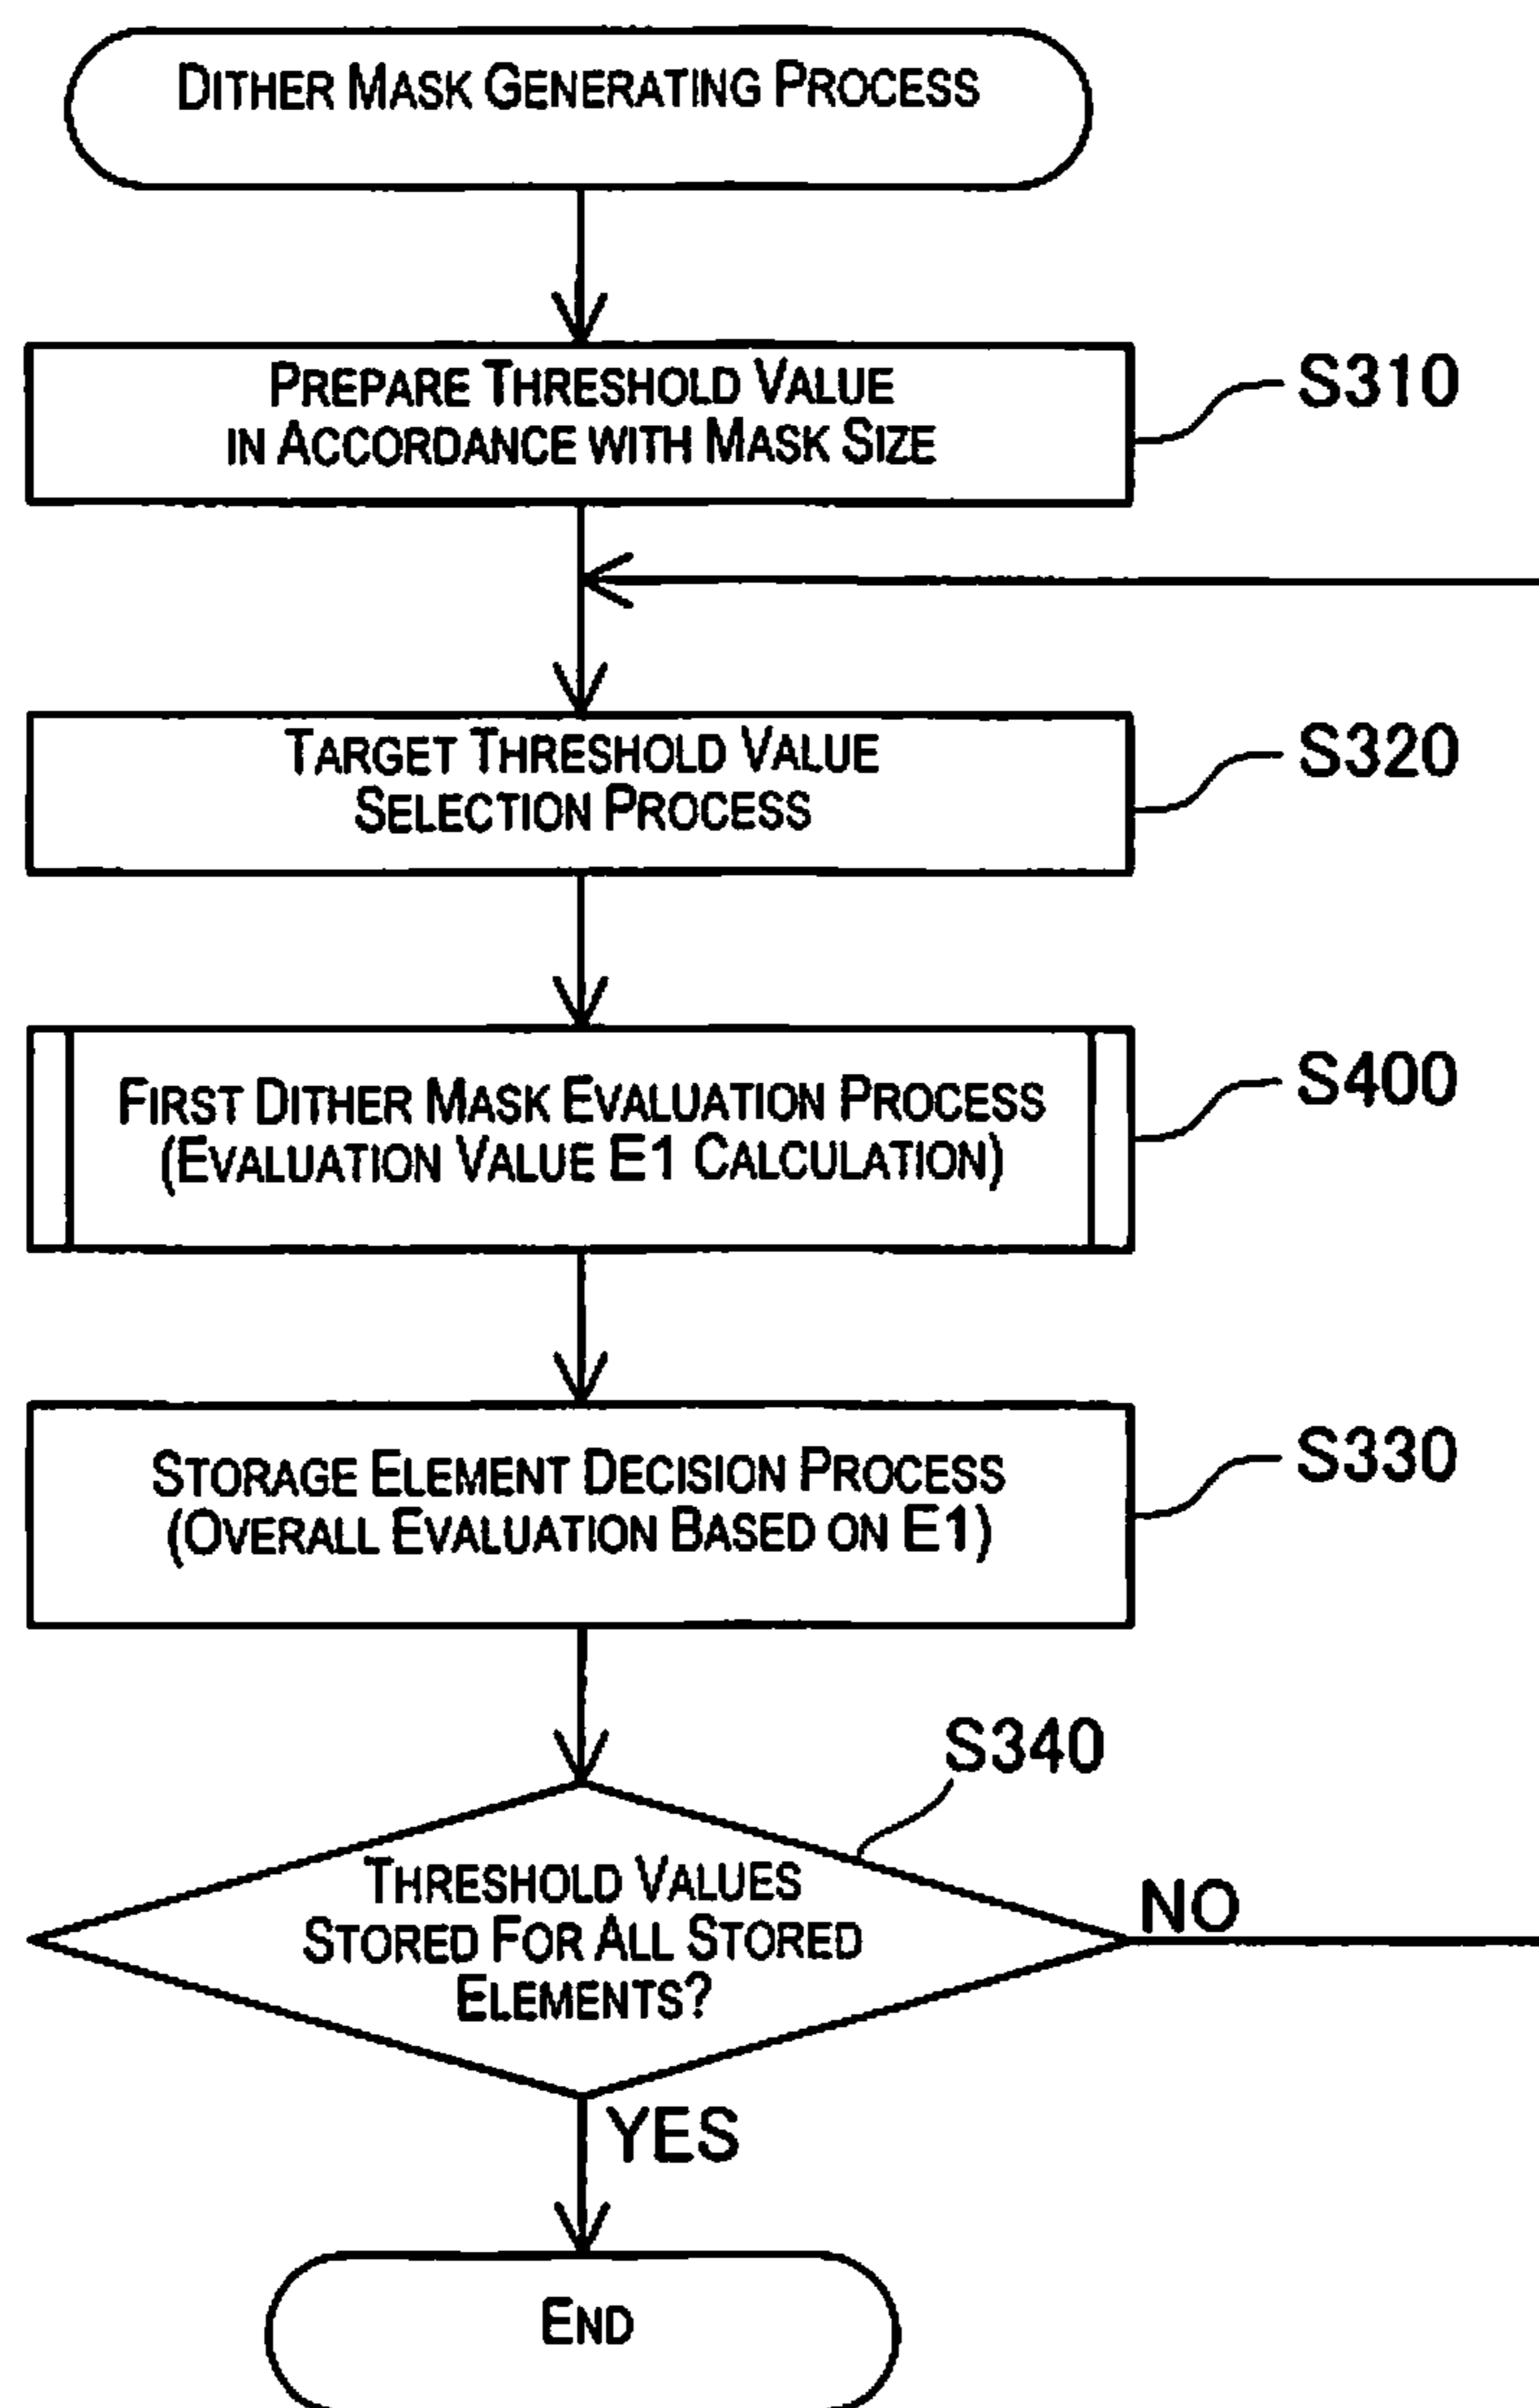 DITHER MASK GENERATING PROCESS
PREPARE THRESHOLD VALUE
IN ACCORDANCE WITH MASK SIZE
S310
TARGET THRESHOLD VALUE
SELECTION PROCESS
S320
FIRST DITHER MASK EVALUATION PROCESS
(EVALUATION VALUE E1 CALCULATION)
S400
STORAGE ELEMENT DECISION PROCESS
(OVERALL EVALUATION BASED ON E1)
S330
S340
THRESHOLD VALUES
STORED FOR ALL STORED
ELEMENTS?
NO
YES
END